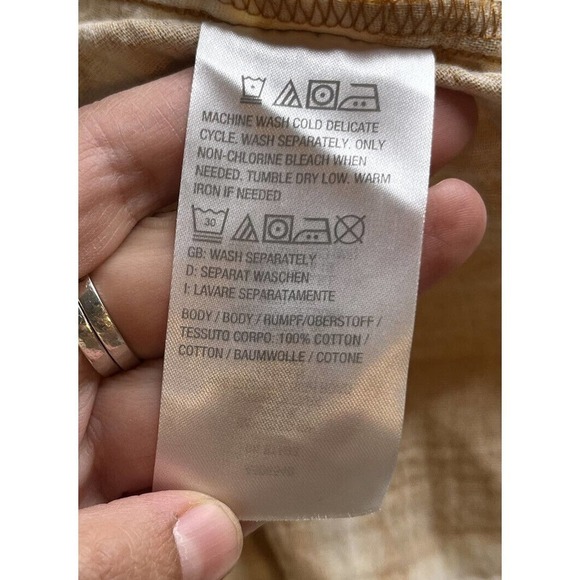 MACHINE WASH COLD DELICATE
CYCLE. WASH SEPARATELY. ONLY
NON-CHLORINE BLEACH WHEN
NEEDED. TUMBLE DRY LOW. WARM
IRON IF NEEDED
30
GB: WASH SEPARATELY
D: SEPARAT WASCHEN
1: LAVARE SEPARATAMENTE
BODY / BODY / RUMPF/OBERSTOFF /
TESSUTO CORPO: 100% COTTON /
COTTON / BAUMWOLLE / COTONE